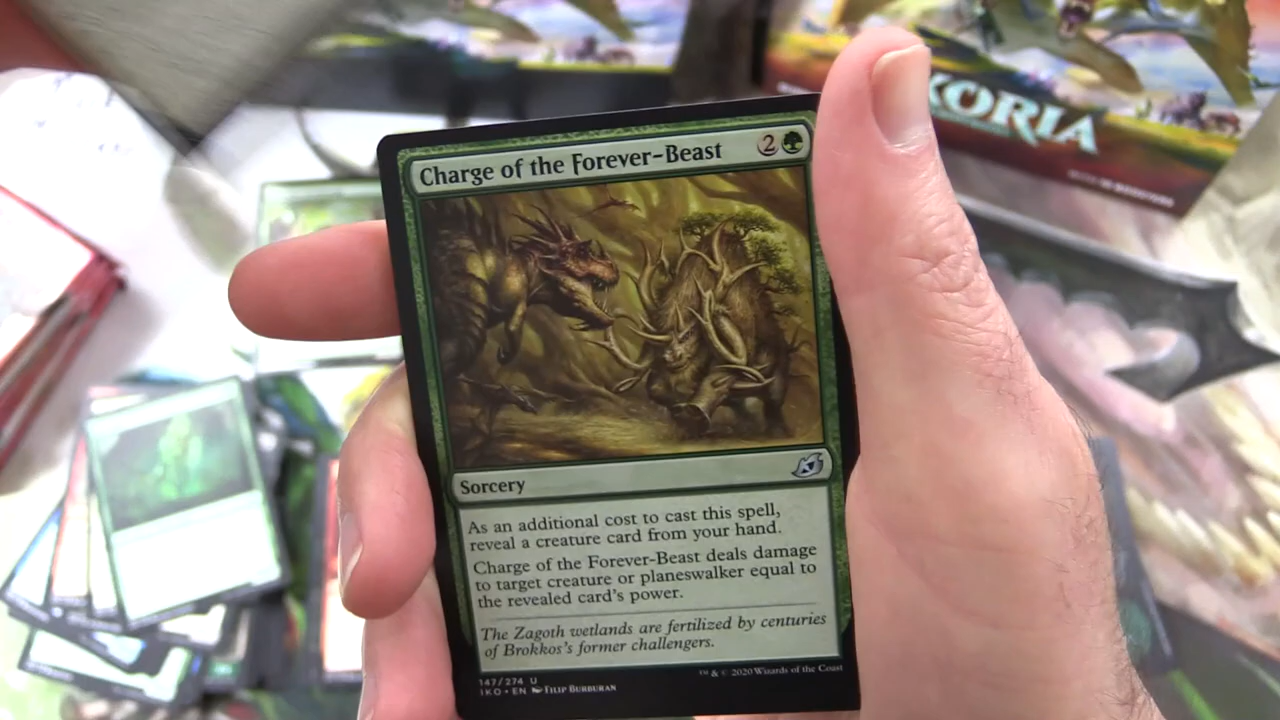 KORIA
Charge of the Forever-Beast
2
Sorcery
As an additional cost to cast this spell,
reveal a creature card from your hand.
Charge of the Forever-Beast deals damage
to target creature or planeswalker equal to
the revealed card's power.
The Zagoth wetlands are fertilized by centuries
of Brokkos's former challengers.
147/274 U
IKO • EN Filip Burburan
™ & © 2020 Wizards of the Coast